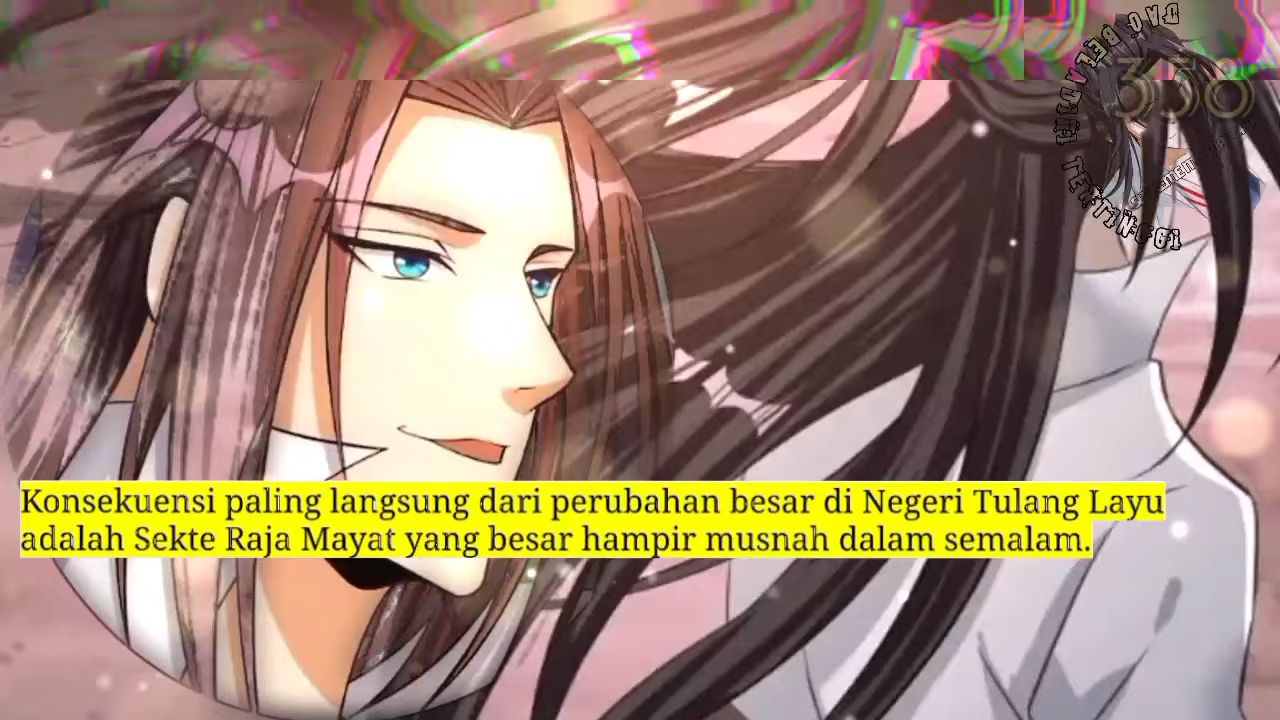 358
Konsekuensi paling langsung dari perubahan besar di Negeri Tulang Layu
adalah Sekte Raja Mayat yang besar hampir musnah dalam semalam.